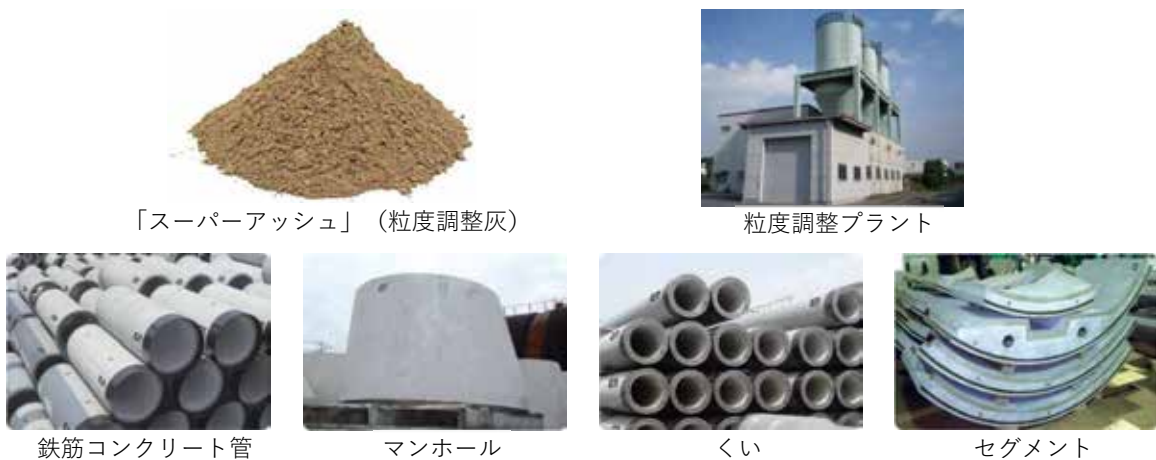 「スーパーアッシュ」（粒度調整灰）
粒度調整プラント
鉄筋コンクリート管
マンホール
くい
セグメント